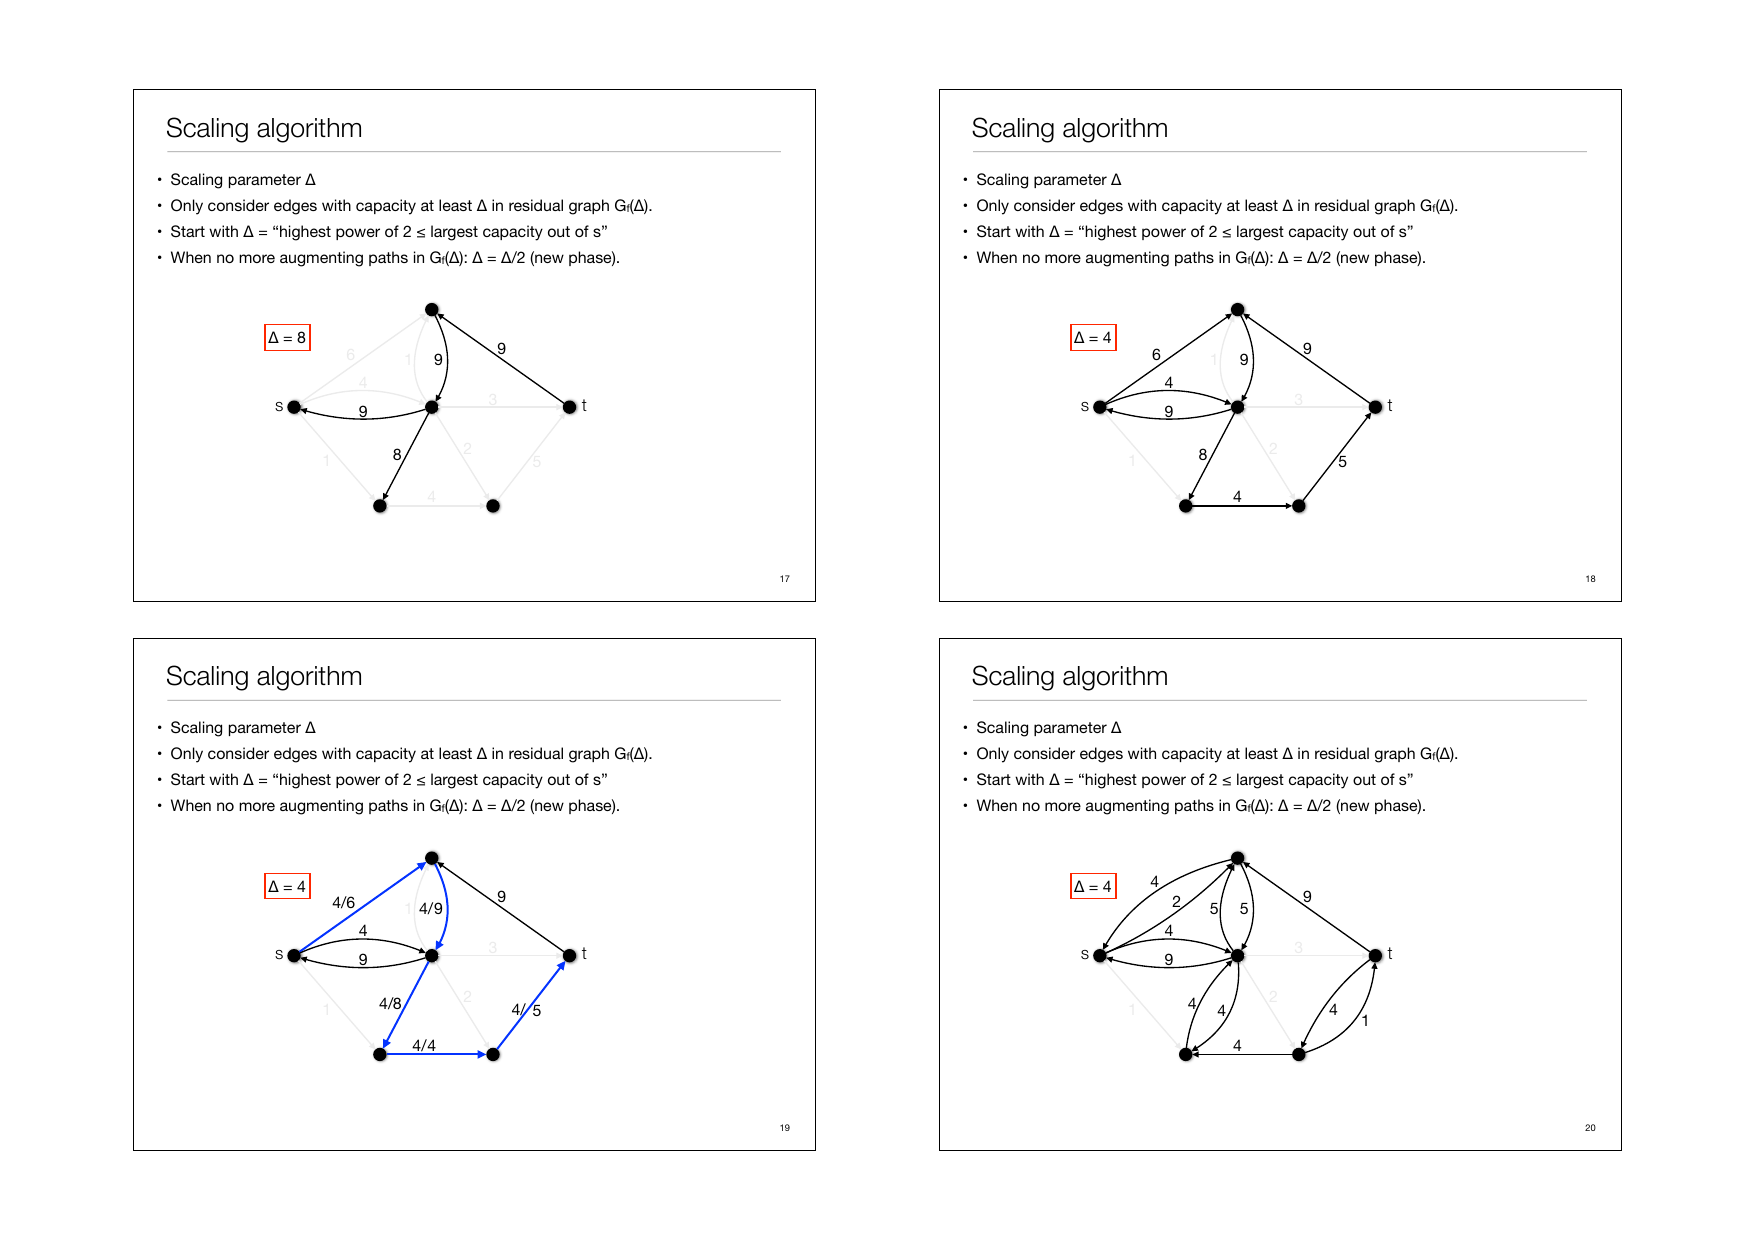 Scaling algorithm
• Scaling parameter Δ
• Only consider edges with capacity at least Δ in residual graph Gf(Δ).
• Start with Δ = “highest power of 2 ≤ largest capacity out of s”
• When no more augmenting paths in Gf(Δ): Δ = Δ/2 (new phase).
Δ = 8
6
1
9
9
4
3
s
9
t
8
2
1
5
4
17
Scaling algorithm
• Scaling parameter Δ
• Only consider edges with capacity at least Δ in residual graph Gf(Δ).
• Start with Δ = “highest power of 2 ≤ largest capacity out of s”
• When no more augmenting paths in Gf(Δ): Δ = Δ/2 (new phase).
Δ = 4
6
1
9
9
4
3
s
9
t
8
2
1
5
4
18
Scaling algorithm
• Scaling parameter Δ
• Only consider edges with capacity at least Δ in residual graph Gf(Δ).
• Start with Δ = “highest power of 2 ≤ largest capacity out of s”
• When no more augmenting paths in Gf(Δ): Δ = Δ/2 (new phase).
Δ = 4
4/6
1
4/9
9
4
3
s
9
t
4/8
2
1
4/ 5
4/4
19
Scaling algorithm
• Scaling parameter Δ
• Only consider edges with capacity at least Δ in residual graph Gf(Δ).
• Start with Δ = “highest power of 2 ≤ largest capacity out of s”
• When no more augmenting paths in Gf(Δ): Δ = Δ/2 (new phase).
Δ = 4
4
2
5
5
9
4
3
s
9
t
4
4
2
1
4
1
4
20